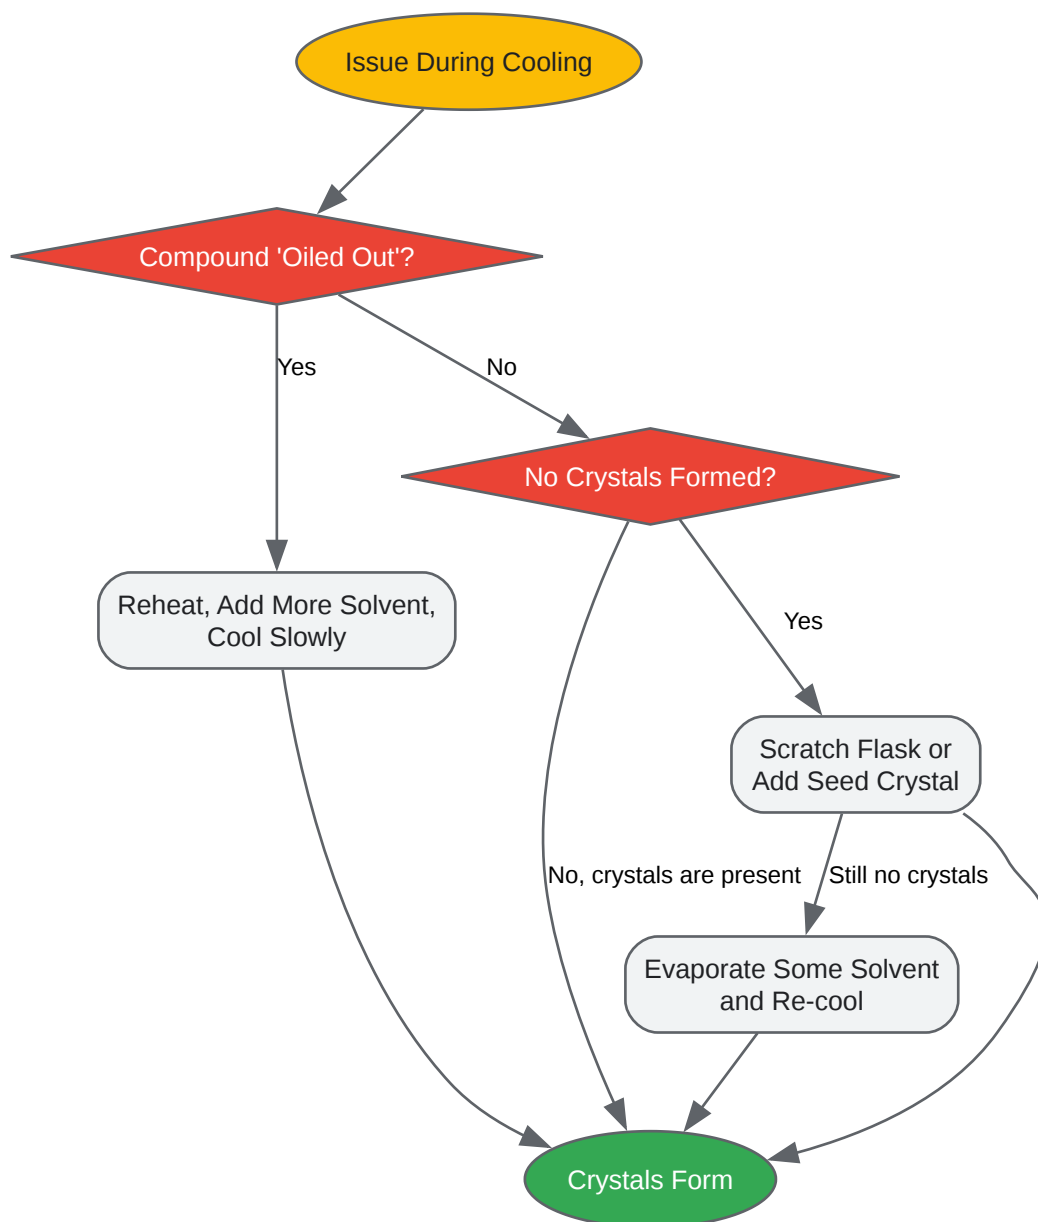 Issue During Cooling
Compound 'Oiled Out'?
Yes
No
No Crystals Formed?
Reheat, Add More Solvent,
Cool Slowly
Yes
Scratch Flask or
Add Seed Crystal
No, crystals are present
Still no crystals
Evaporate Some Solvent
and Re-cool
Crystals Form